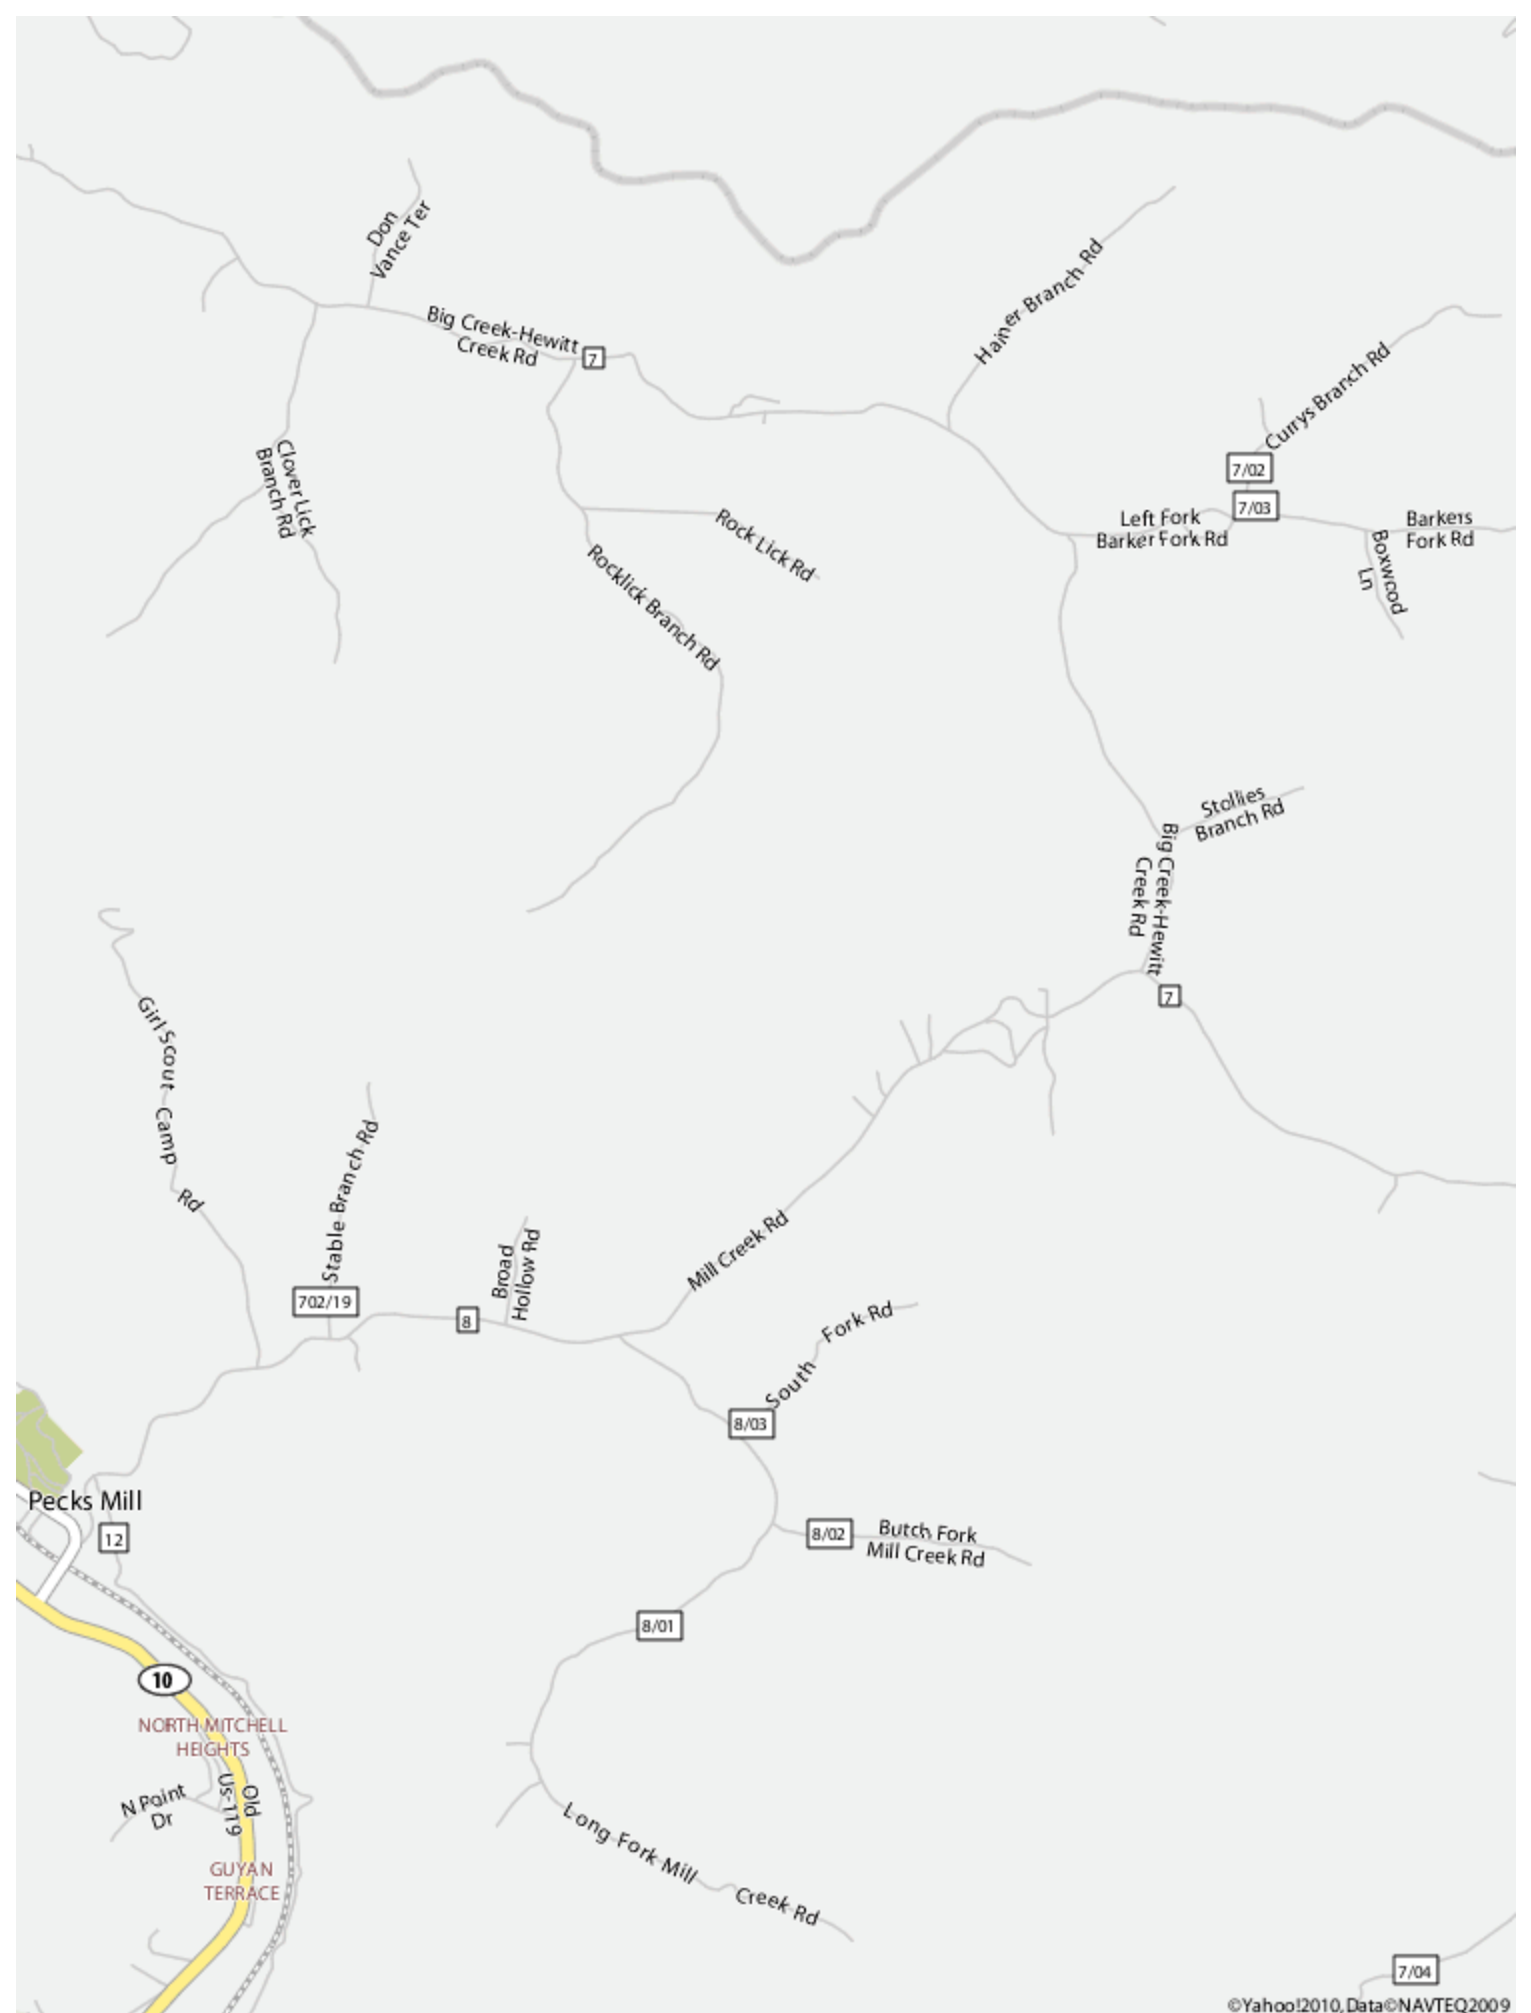 Don
Vance Ter
Big Creek-Hewitt
Creek Rd
7
Hainer Branch Rd
Currys Branch Rd
7/02
7/03
Left Fork
Barker Fork Rd
Barkers
Fork Rd
Boxwood
Ln
Clover Lick
Branch Rd
Rock Lick Rd
Rocklick Branch Rd
Stollies
Branch Rd
Big Creek-Hewitt
Creek Rd
7
Girl Scout Camp Rd
Stable Branch Rd
702/19
Broad
Hollow Rd
8
Mill Creek Rd
South Fork Rd
8/03
Pecks Mill
12
8/02
Butch Fork
Mill Creek Rd
8/01
10
NORTH MITCHELL
HEIGHTS
N Point
Dr
Old
Us-119
GUYAN
TERRACE
Long Fork Mill Creek Rd
7/04
©Yahoo!2010,Data©NAVTEQ2009